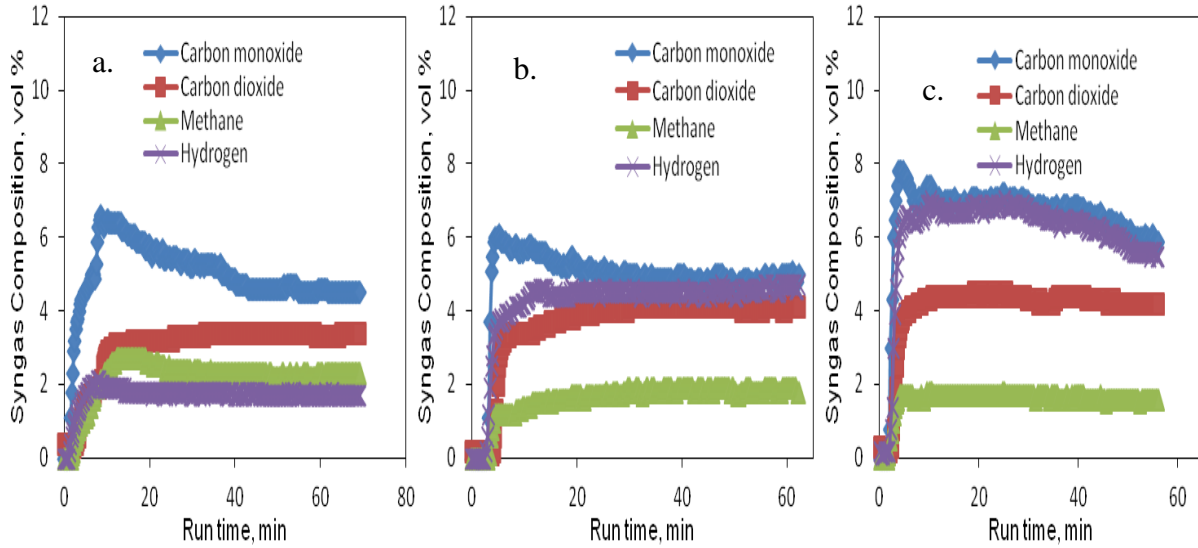 Syngas Composition, vol %
12
10
8
6
4
2
0
a.
Carbon monoxide
Carbon dioxide
Methane
Hydrogen
0 20 40 60 80
Run time, min
Syngas Composition, vol %
12
10
8
6
4
2
0
b.
Carbon monoxide
Carbon dioxide
Methane
Hydrogen
0 20 40 60
Run time, min
Syngas Composition, vol %
12
10
8
6
4
2
0
c.
Carbon monoxide
Carbon dioxide
Methane
Hydrogen
0 20 40 60
Run time, min